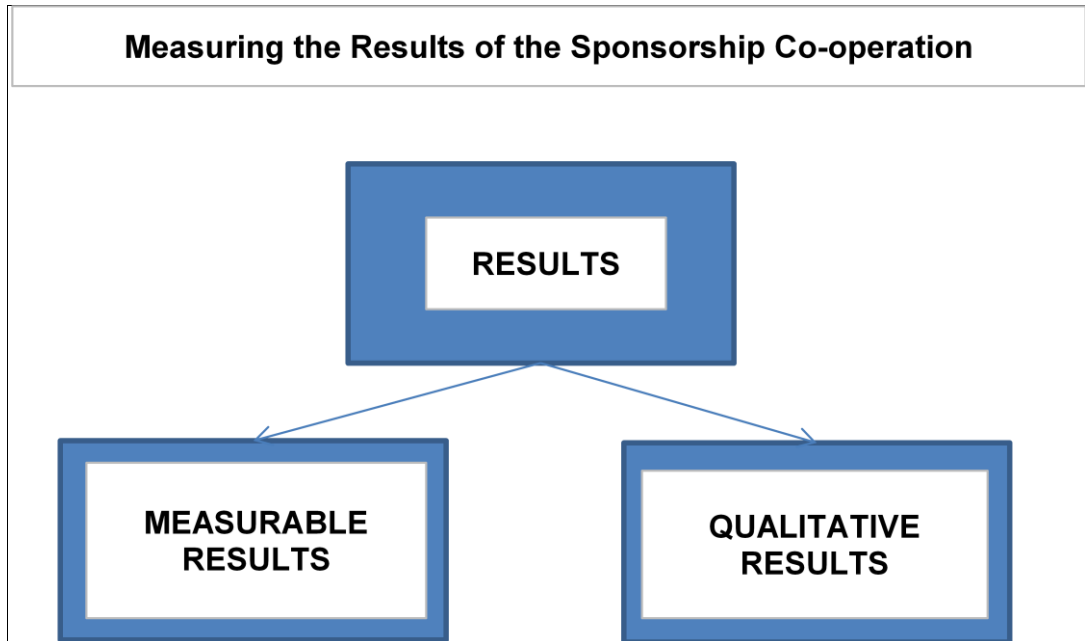 Measuring the Results of the Sponsorship Co-operation
RESULTS
MEASURABLE
RESULTS
QUALITATIVE
RESULTS